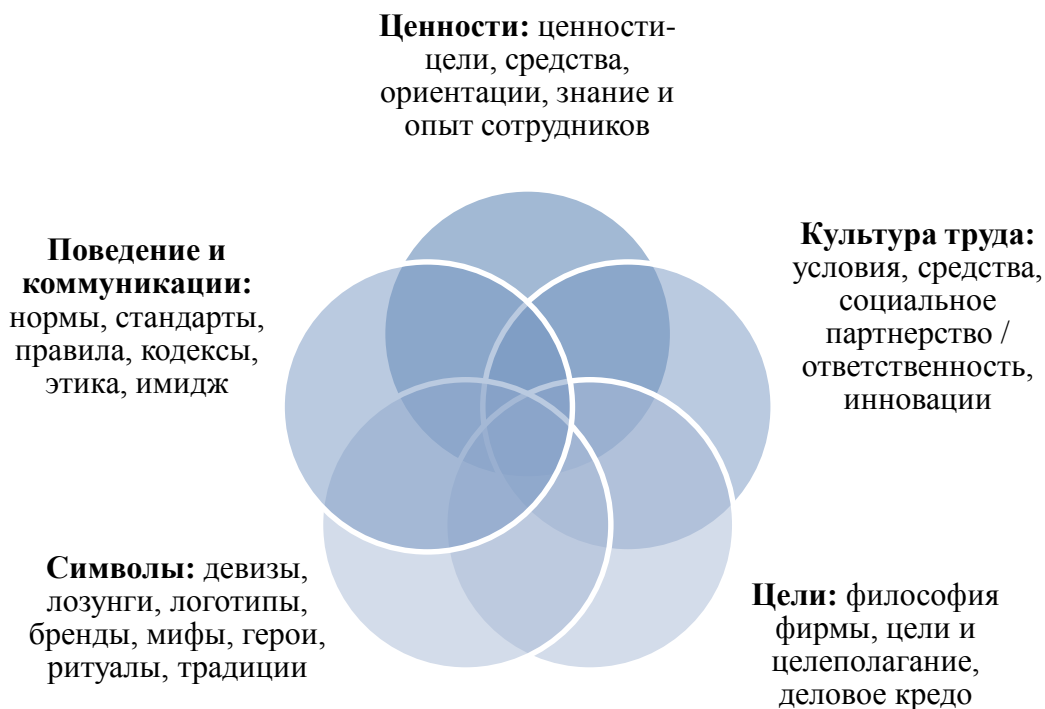 Ценности: ценности-
цели, средства,
ориентации, знание и
опыт сотрудников
Культура труда:
условия, средства,
социальное
партнерство /
ответственность,
инновации
Цели: философия
фирмы, цели и
целеполагание,
деловое кредо
Символы: девизы,
лозунги, логотипы,
бренды, мифы, герои,
ритуалы, традиции
Поведение и
коммуникации:
нормы, стандарты,
правила, кодексы,
этика, имидж